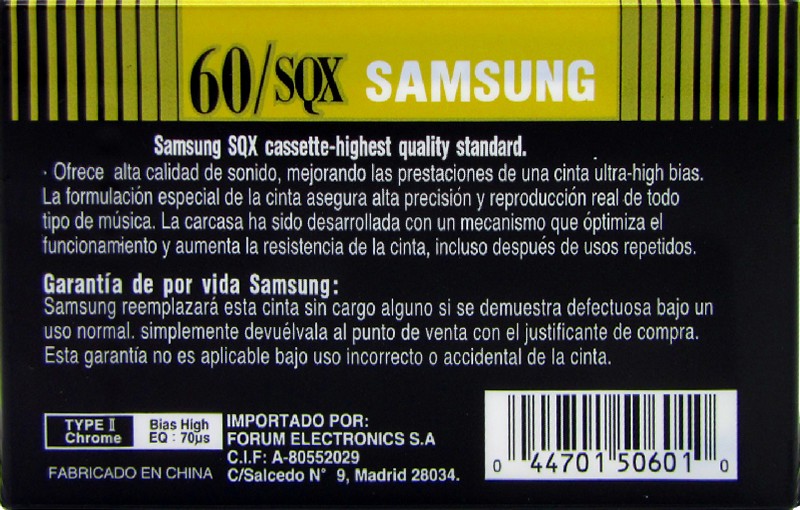 60/SQX SAMSUNG
Samsung SQX cassette-highest quality standard.
· Ofrece alta calidad de sonido, mejorando las prestaciones de una cinta ultra-high bias.
La formulación especial de la cinta asegura alta precisión y reproducción real de todo
tipo de música. La carcasa ha sido desarrollada con un mecanismo que óptimiza el
funcionamiento y aumenta la resistencia de la cinta, incluso después de usos repetidos.
Garantía de por vida Samsung:
Samsung reemplazará esta cinta sin cargo alguno si se demuestra defectuosa bajo un
uso normal. simplemente devuélvala al punto de venta con el justificante de compra.
Esta garantía no es aplicable bajo uso incorrecto o accidental de la cinta.
TYPE II
Chrome
Bias High
EQ : 70µs
FABRICADO EN CHINA
IMPORTADO POR:
FORUM ELECTRONICS S.A
C.I.F: A-80552029
C/Salcedo N° 9, Madrid 28034.
0 44701 50601 0